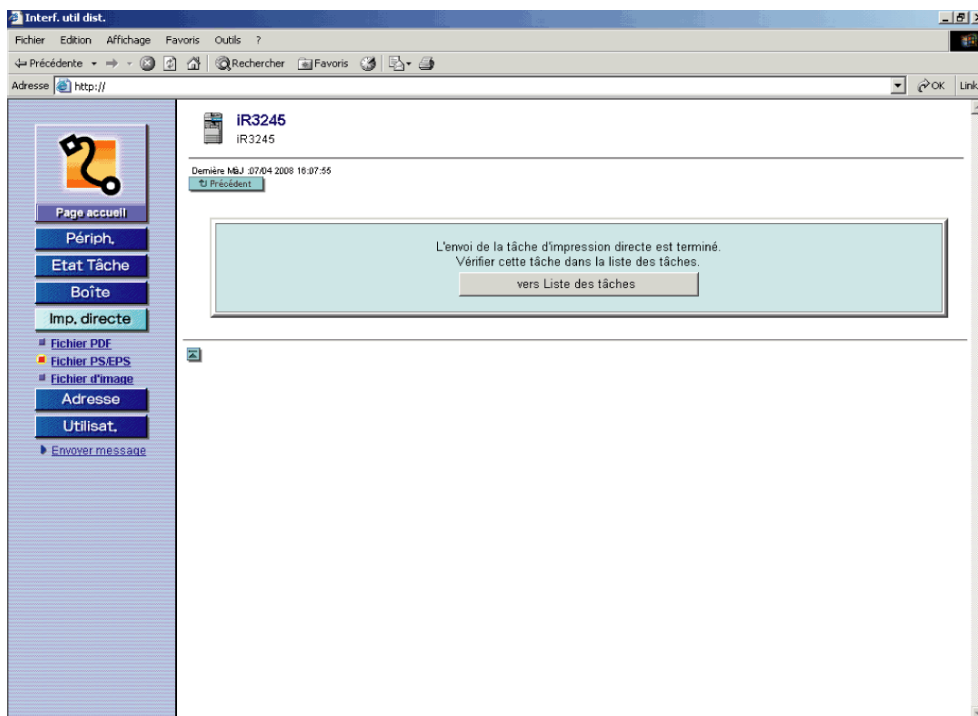 Interf. util dist.
Fichier Edition Affichage Favoris Outils ?
Précédente Rechercher Favoris
Adresse http:// OK Link
Page accueil
Périph.
Etat Tâche
Boîte
Imp. directe
Fichier PDF
Fichier PS/EPS
Fichier d'image
Adresse
Utilisat.
Envoyer message
iR3245
iR3245
Dernière MàJ :07/04 2008 16:07:55
Précédent
L'envoi de la tâche d'impression directe est terminé.
Vérifier cette tâche dans la liste des tâches.
vers Liste des tâches